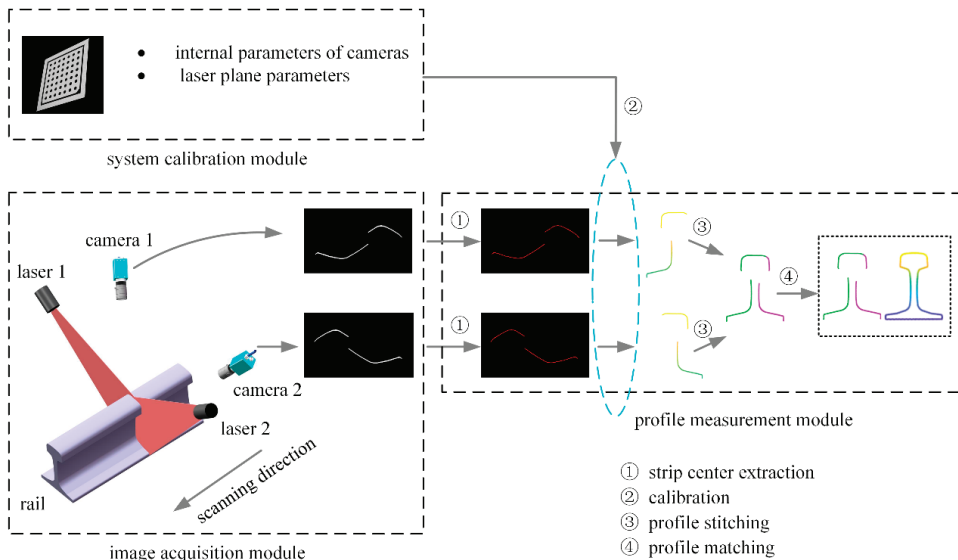 internal parameters of cameras
laser plane parameters
②
system calibration module
camera 1
laser 1
①
③
④
①
③
camera 2
laser 2
scanning direction
rail
image acquisition module
profile measurement module
① strip center extraction
② calibration
③ profile stitching
④ profile matching